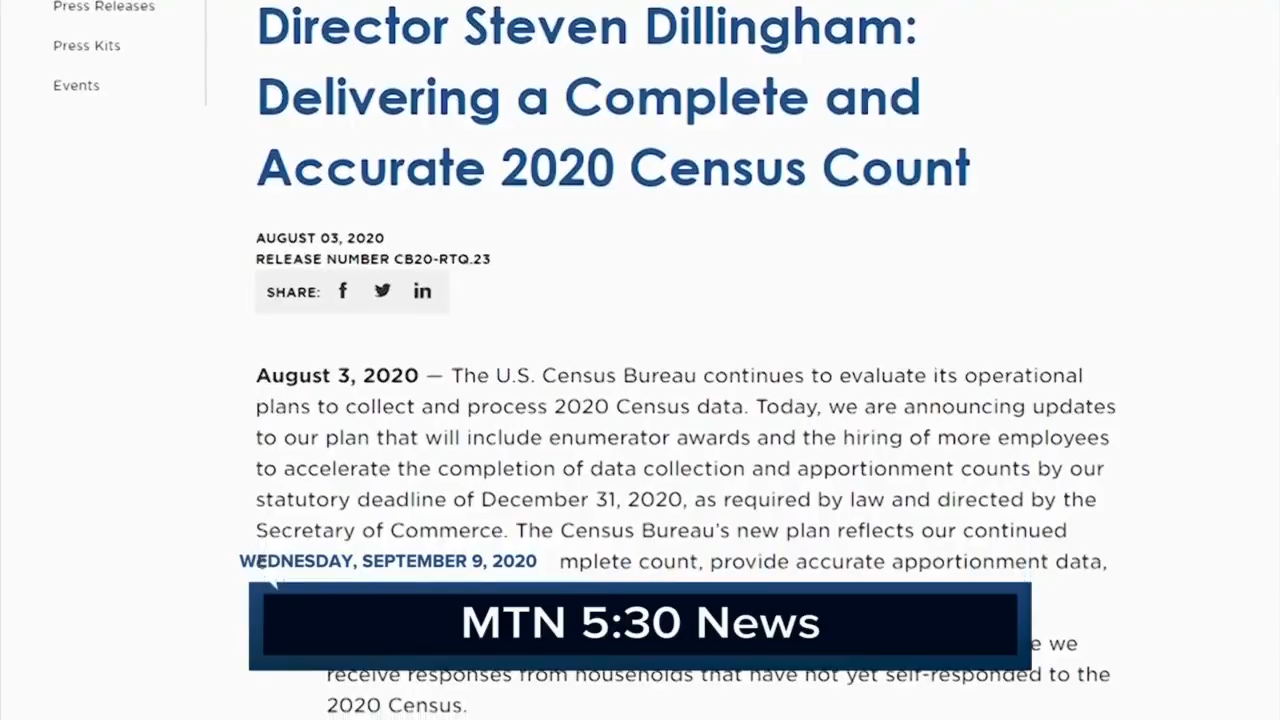 Press Releases
Press Kits
Events
Director Steven Dillingham:
Delivering a Complete and
Accurate 2020 Census Count
AUGUST 03, 2020
RELEASE NUMBER CB20-RTQ.23
SHARE:
August 3, 2020 — The U.S. Census Bureau continues to evaluate its operational
plans to collect and process 2020 Census data. Today, we are announcing updates
to our plan that will include enumerator awards and the hiring of more employees
to accelerate the completion of data collection and apportionment counts by our
statutory deadline of December 31, 2020, as required by law and directed by the
Secretary of Commerce. The Census Bureau's new plan reflects our continued
WEDNESDAY, SEPTEMBER 9, 2020
mplete count, provide accurate apportionment data,
MTN 5:30 News
e we
receive responses from households that have not yet self-responded to the
2020 Census.